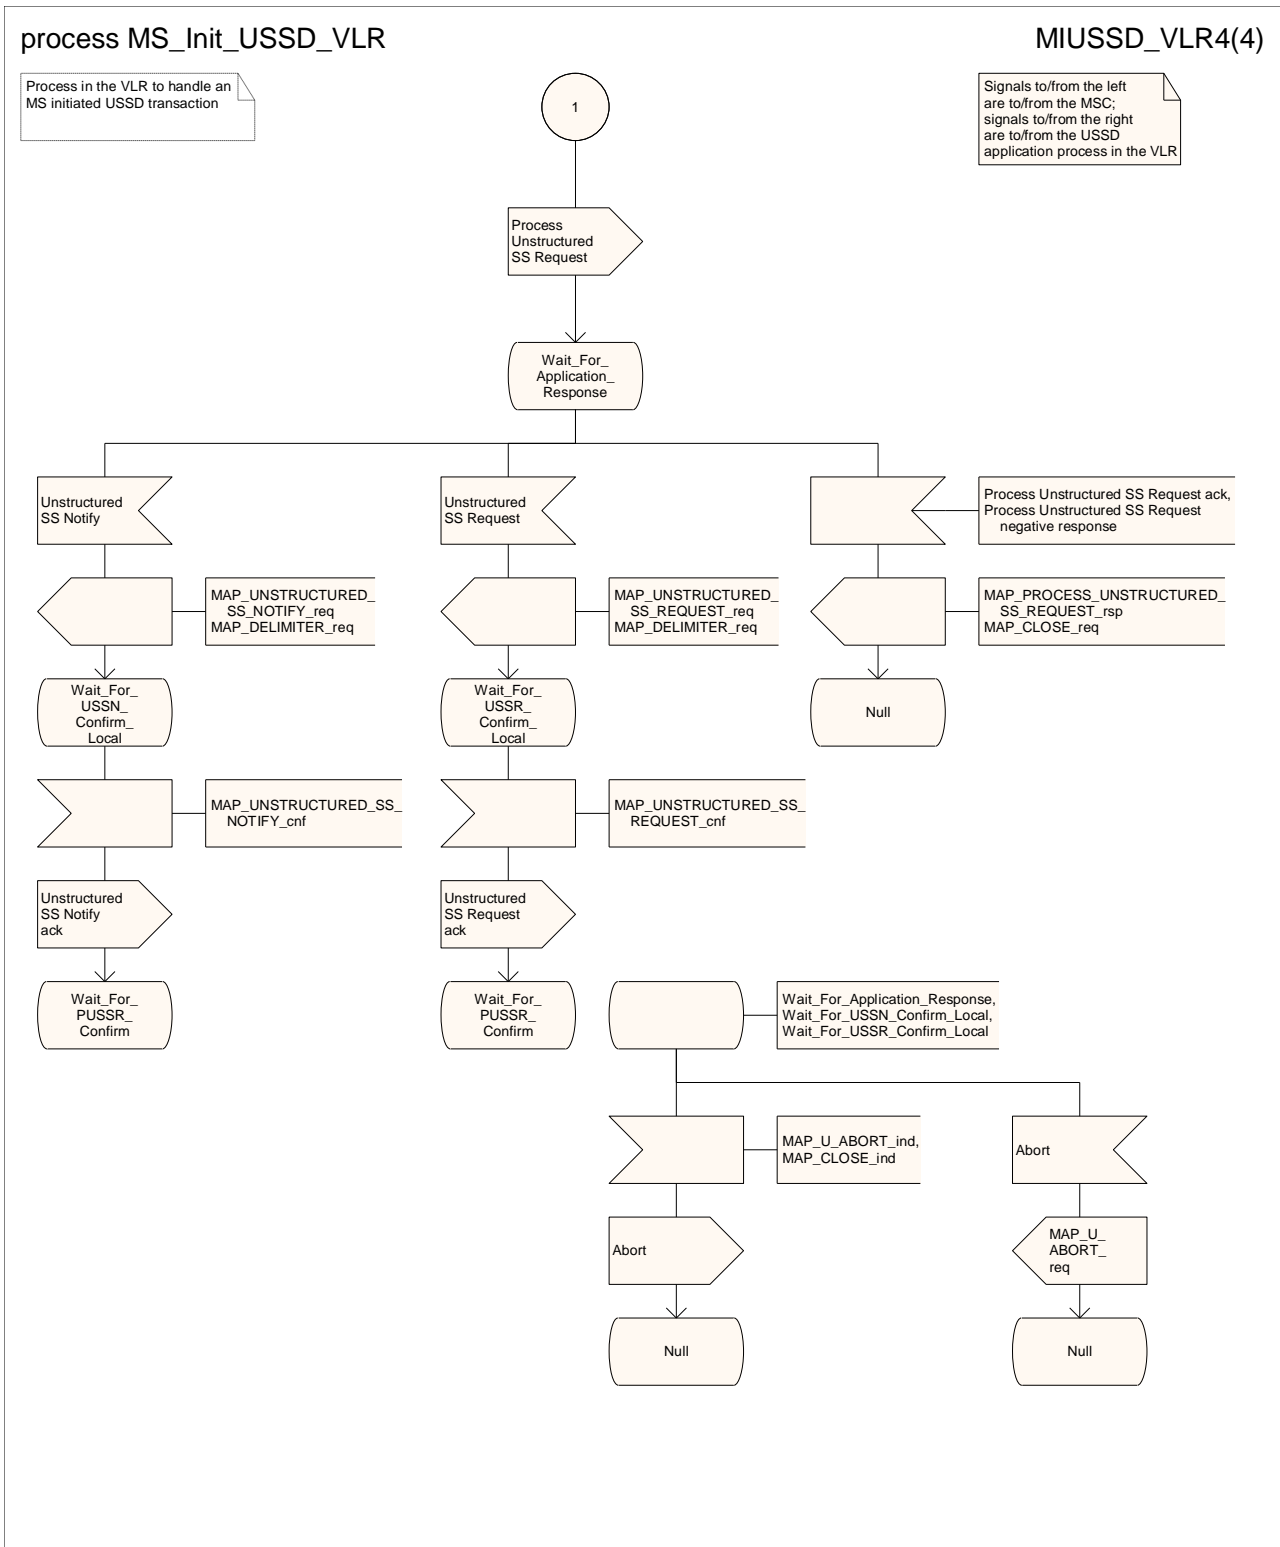 process MS_Init_USSD_VLR
MIUSSD_VLR4(4)
Process in the VLR to handle an
MS initiated USSD transaction
1
Signals to/from the left
are to/from the MSC;
signals to/from the right
are to/from the USSD
application process in the VLR
Process
Unstructured
SS Request
Wait_For_
Application_
Response
Unstructured
SS Notify
Unstructured
SS Request
Process Unstructured SS Request ack,
Process Unstructured SS Request
negative response
MAP_UNSTRUCTURED_
SS_NOTIFY_req
MAP_DELIMITER_req
MAP_UNSTRUCTURED_
SS_REQUEST_req
MAP_DELIMITER_req
MAP_PROCESS_UNSTRUCTURED_
SS_REQUEST_rsp
MAP_CLOSE_req
Wait_For_
USSN_
Confirm_
Local
Wait_For_
USSR_
Confirm_
Local
Null
MAP_UNSTRUCTURED_SS_
NOTIFY_cnf
MAP_UNSTRUCTURED_SS_
REQUEST_cnf
Unstructured
SS Notify
ack
Unstructured
SS Request
ack
Wait_For_
PUSSR_
Confirm
Wait_For_
PUSSR_
Confirm
Wait_For_Application_Response,
Wait_For_USSN_Confirm_Local,
Wait_For_USSR_Confirm_Local
MAP_U_ABORT_ind,
MAP_CLOSE_ind
Abort
Abort
MAP_U_
ABORT_
req
Null
Null